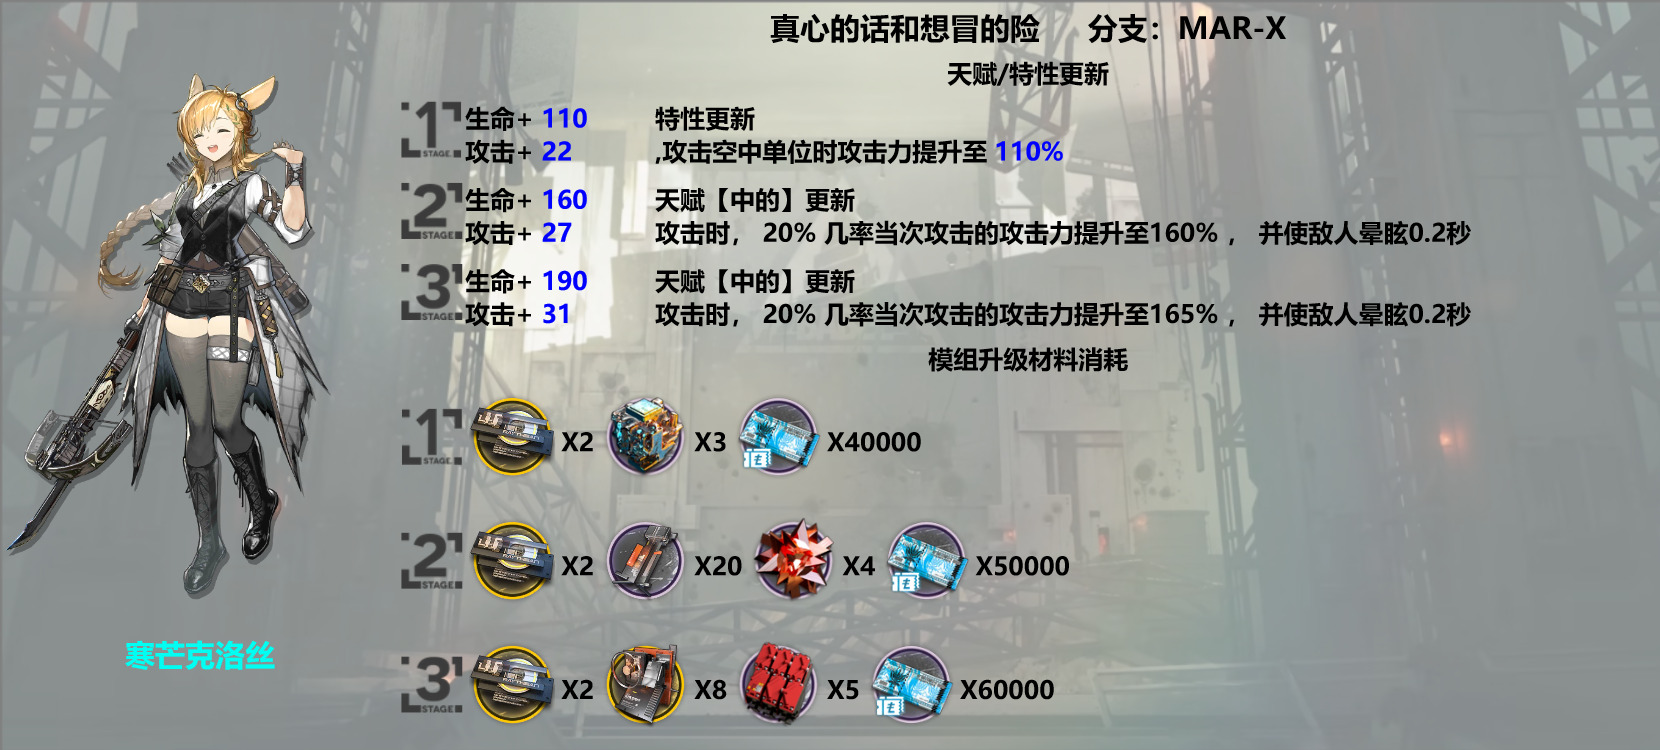 真心的话和想冒的险 分支：MAR-X
天赋/特性更新
1 STAGE.
生命+ 110 特性更新
攻击+ 22 ,攻击空中单位时攻击力提升至 110%
2 STAGE.
生命+ 160 天赋【中的】更新
攻击+ 27 攻击时， 20% 几率当次攻击的攻击力提升至160% ， 并使敌人晕眩0.2秒
3 STAGE.
生命+ 190 天赋【中的】更新
攻击+ 31 攻击时， 20% 几率当次攻击的攻击力提升至165% ， 并使敌人晕眩0.2秒
模组升级材料消耗
1 STAGE. X2 X3 X40000
2 STAGE. X2 X20 X4 X50000
寒芒克洛丝
3 STAGE. X2 X8 X5 X60000